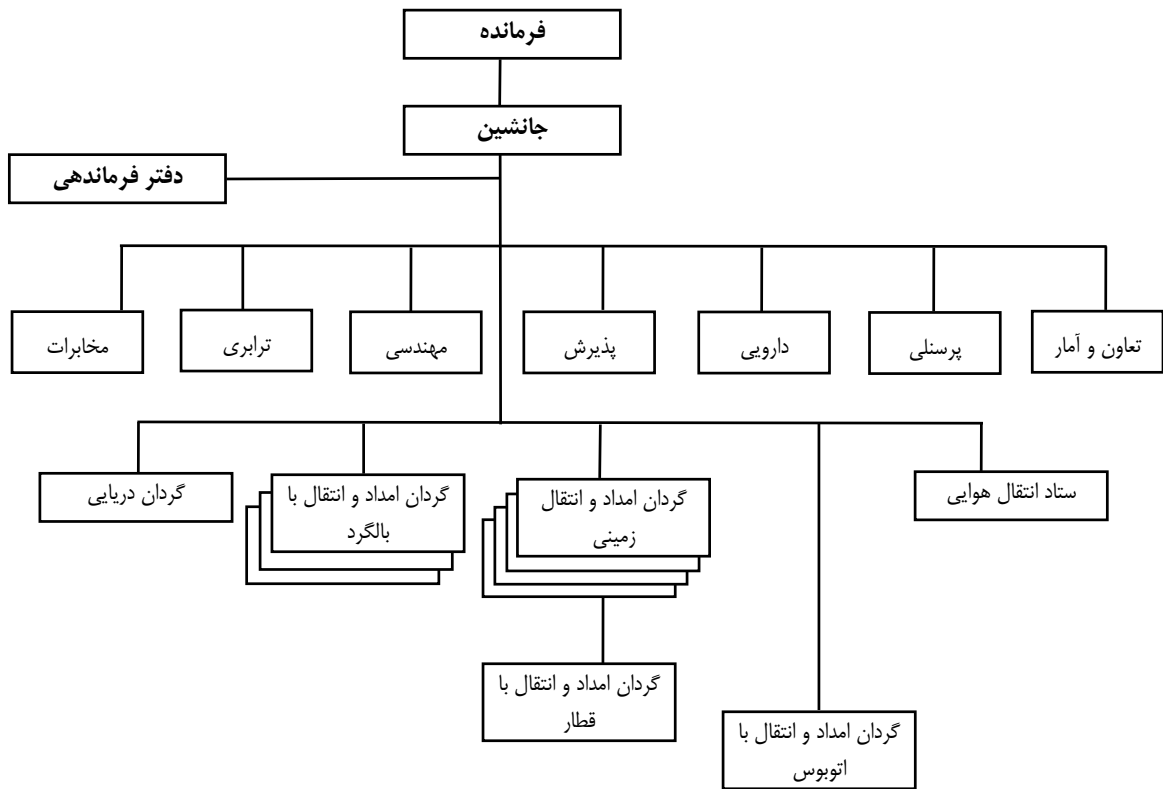 فرمانده
جانشین
دفتر فرماندهی
تعاون و آمار
پرسنلی
دارویی
پذیرش
مهندسی
ترابری
مخابرات
ستاد انتقال هوایی
گردان امداد و انتقال
زمینی
گردان امداد و انتقال با
بالگرد
گردان دریایی
گردان امداد و انتقال با
قطار
گردان امداد و انتقال با
اتوبوس